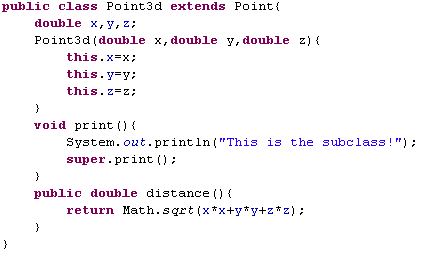 public class Point3d extends Point{
    double x,y,z;
    Point3d(double x,double y,double z){
        this.x=x;
        this.y=y;
        this.z=z;
    }
    void print(){
        System.out.println("This is the subclass!");
        super.print();
    }
    public double distance(){
        return Math.sqrt(x*x+y*y+z*z);
    }
}